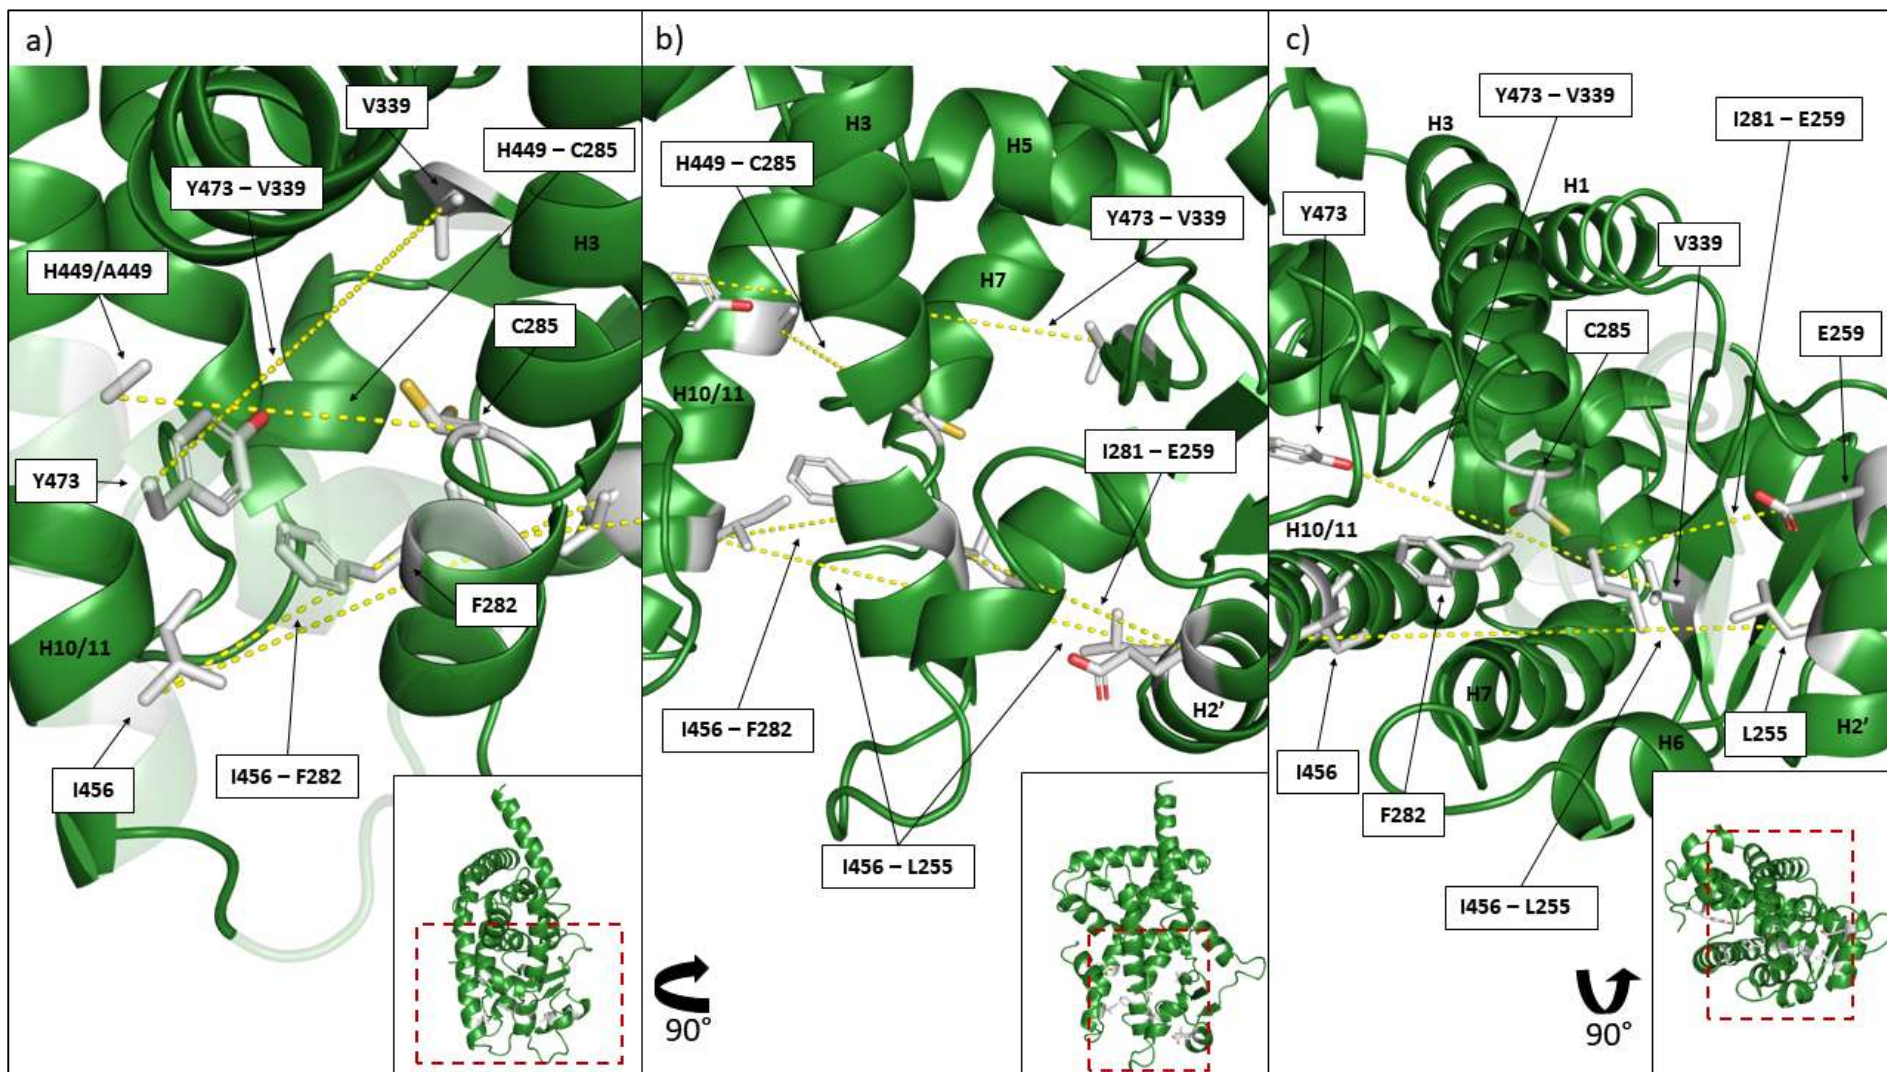 a)
V339
H449 – C285
Y473 – V339
H3
H449/A449
C285
Y473
F282
H10/11
I456 – F282
I456
b)
H3
H449 – C285
H5
Y473 – V339
H7
H10/11
I281 – E259
I456 – F282
H2'
I456 – L255
90°
c)
Y473 – V339
I281 – E259
H3
H1
Y473
V339
C285
E259
H10/11
H7
L255
H2'
H6
I456
F282
I456 – L255
90°